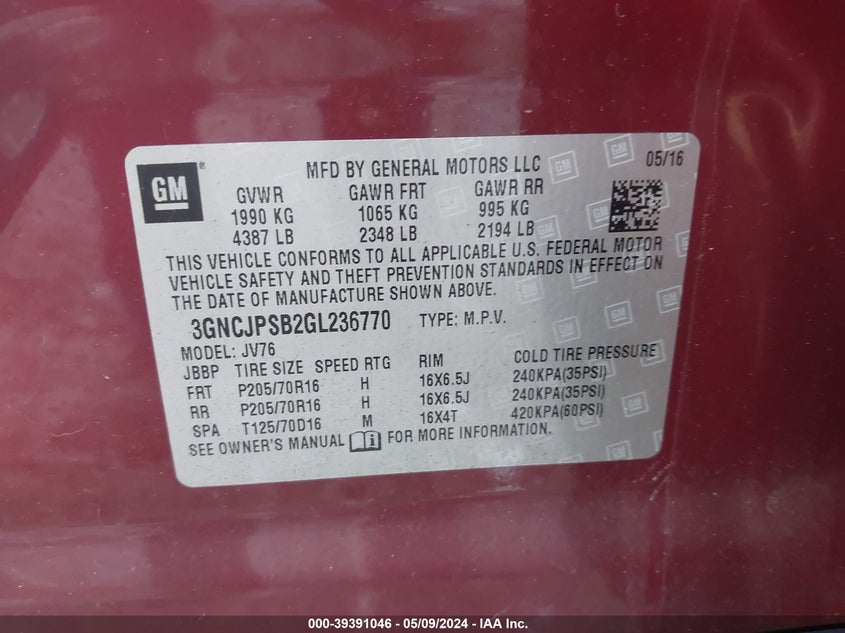 GM
MFD BY GENERAL MOTORS LLC 05/16
GVWR GAWR FRT GAWR RR
1990 KG 1065 KG 995 KG
4387 LB 2348 LB 2194 LB
THIS VEHICLE CONFORMS TO ALL APPLICABLE U.S. FEDERAL MOTOR
VEHICLE SAFETY AND THEFT PREVENTION STANDARDS IN EFFECT ON
THE DATE OF MANUFACTURE SHOWN ABOVE.
3GNCJPSB2GL236770 TYPE: M.P.V.
MODEL: JV76
JBBP TIRE SIZE SPEED RTG RIM COLD TIRE PRESSURE
FRT P205/70R16 H 16X6.5J 240KPA(35PSI)
RR P205/70R16 H 16X6.5J 240KPA(35PSI)
SPA T125/70D16 M 16X4T 420KPA(60PSI)
SEE OWNER'S MANUAL FOR MORE INFORMATION.
000-39391046 - 05/09/2024 - IAA Inc.